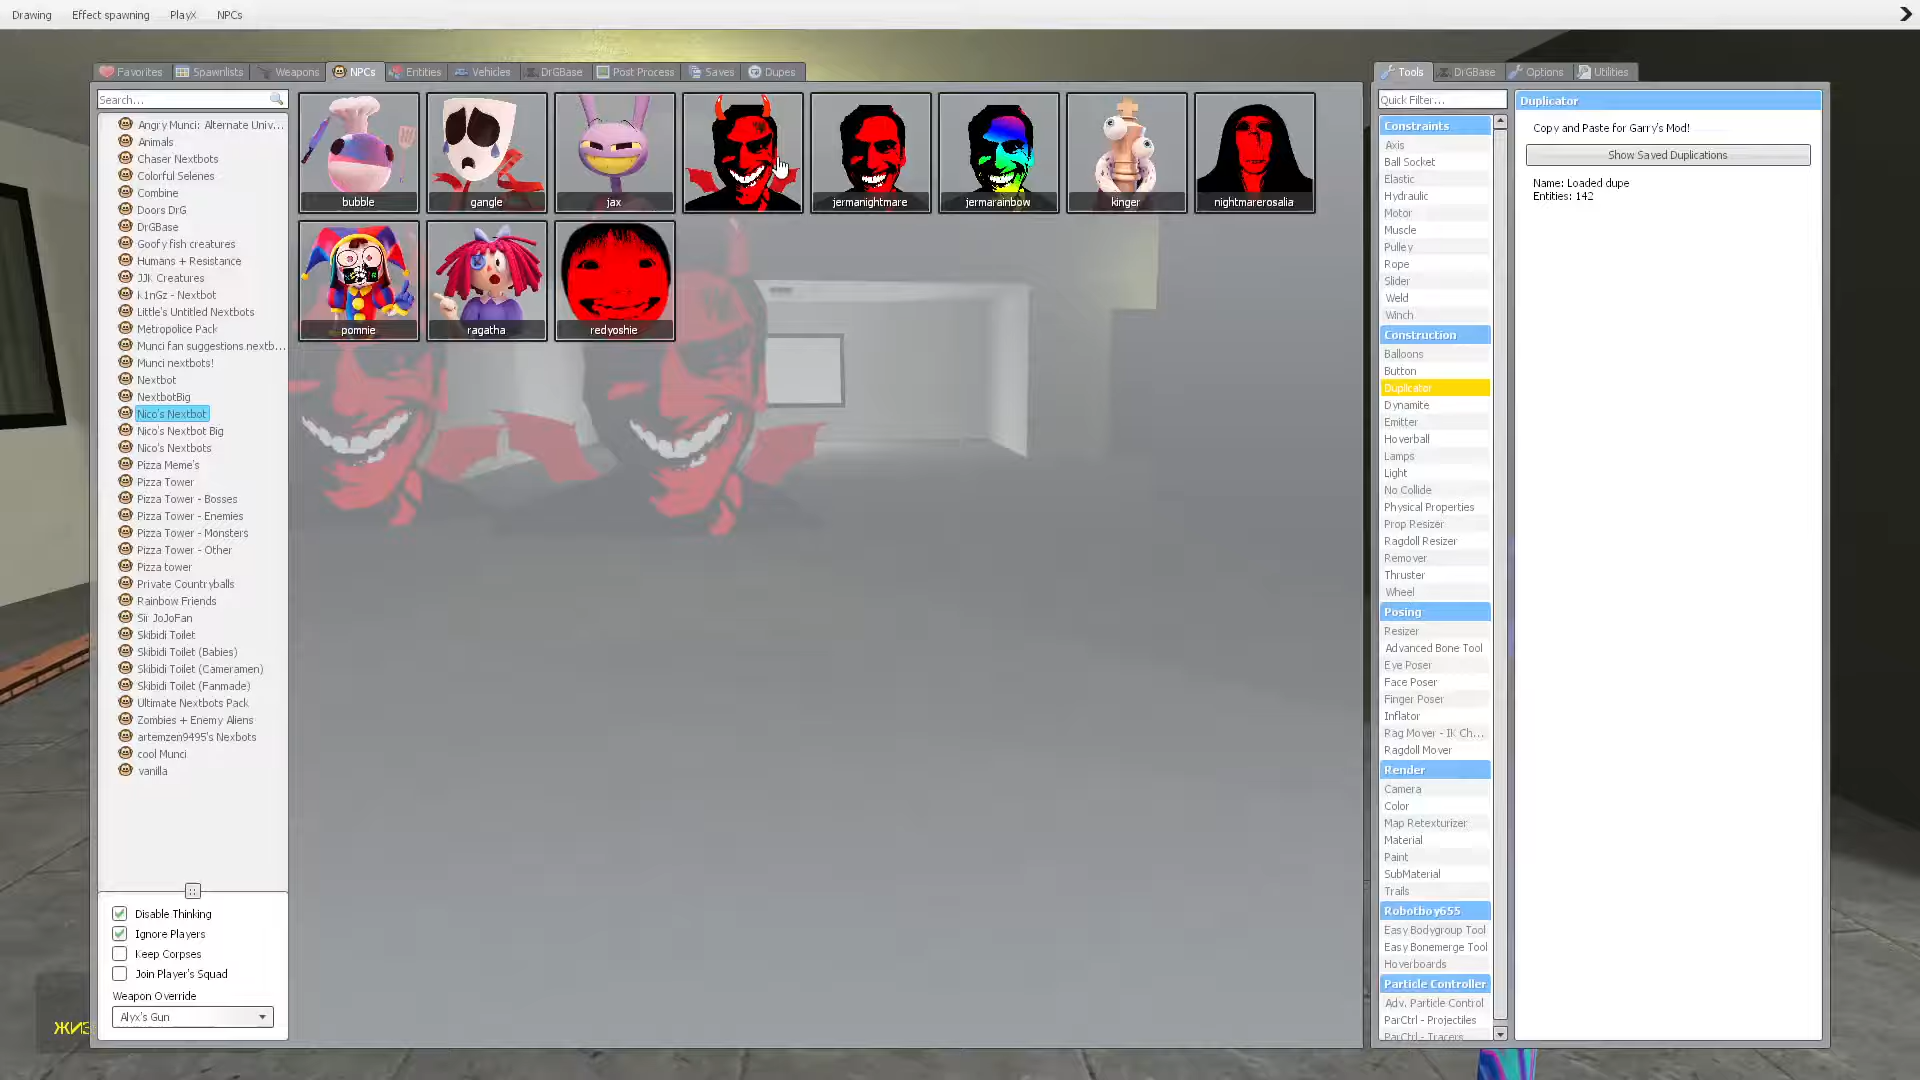 Drawing Effect spawning PlayX NPCs
Favorites Spawnlists Weapons NPCs Entities Vehicles DrGBase Post Process Saves Dupes
Search...
Angry Munci: Alternate Univ...
Animals
Chaser Nextbots
Colorful Selenes
Combine
Doors DrG
DrGBase
Goofy fish creatures
Humans + Resistance
JJK Creatures
k1nGz - Nextbot
Little's Untitled Nextbots
Metropolice Pack
Munci fan suggestions.nextb...
Munci nextbots!
Nextbot
NextbotBig
Nico's Nextbot
Nico's Nextbot Big
Nico's Nextbots
Pizza Meme's
Pizza Tower
Pizza Tower - Bosses
Pizza Tower - Enemies
Pizza Tower - Monsters
Pizza Tower - Other
Pizza tower
Private Countryballs
Rainbow Friends
Sir JoJoFan
Skibidi Toilet
Skibidi Toilet (Babies)
Skibidi Toilet (Cameramen)
Skibidi Toilet (Fanmade)
Ultimate Nextbots Pack
Zombies + Enemy Aliens
artemzen9495's Nexbots
cool Munci
vanilla
Disable Thinking
Ignore Players
Keep Corpses
Join Player's Squad
Weapon Override
Alyx's Gun
bubble gangle jax jermanightmare jermarainbow kinger nightmarerosalia
pomnie ragatha redyoshie
Tools DrGBase Options Utilities
Quick Filter...
Constraints
Axis
Ball Socket
Elastic
Hydraulic
Motor
Muscle
Pulley
Rope
Slider
Weld
Winch
Construction
Balloons
Button
Duplicator
Dynamite
Emitter
Hoverball
Lamps
Light
No Collide
Physical Properties
Prop Resizer
Ragdoll Resizer
Remover
Thruster
Wheel
Posing
Resizer
Advanced Bone Tool
Eye Poser
Face Poser
Finger Poser
Inflator
Rag Mover - IK Ch...
Ragdoll Mover
Render
Camera
Color
Map Retexturizer
Material
Paint
SubMaterial
Trails
Robotboy655
Easy Bodygroup Tool
Easy Bonemerge Tool
Hoverboards
Particle Controller
Adv. Particle Control
ParCtrl - Projectiles
ParCtrl - Tracers
Duplicator
Copy and Paste for Garry's Mod!
Show Saved Duplications
Name: Loaded dupe
Entities: 142